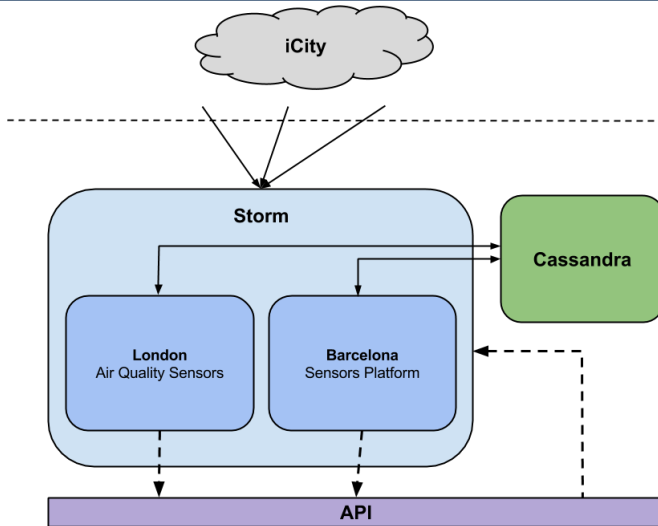 iCity
Storm
Cassandra
London
Air Quality Sensors
Barcelona
Sensors Platform
API